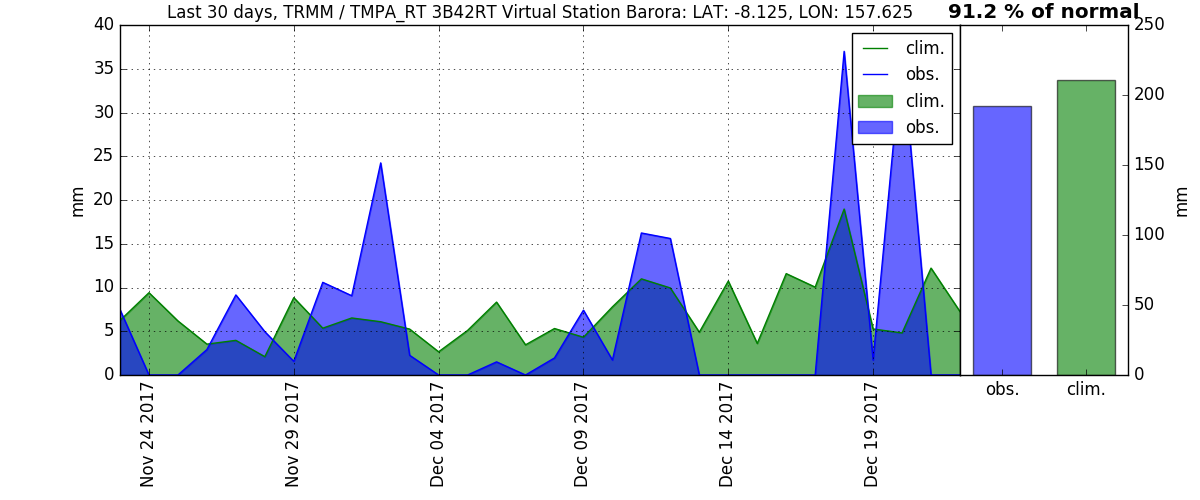 Last 30 days, TRMM / TMPA_RT 3B42RT Virtual Station Barora: LAT: -8.125, LON: 157.625
91.2 % of normal
40
35
30
25
20
15
10
5
0
mm
clim.
obs.
clim.
obs.
Nov 24 2017
Nov 29 2017
Dec 04 2017
Dec 09 2017
Dec 14 2017
Dec 19 2017
250
200
150
100
50
0
mm
obs.
clim.